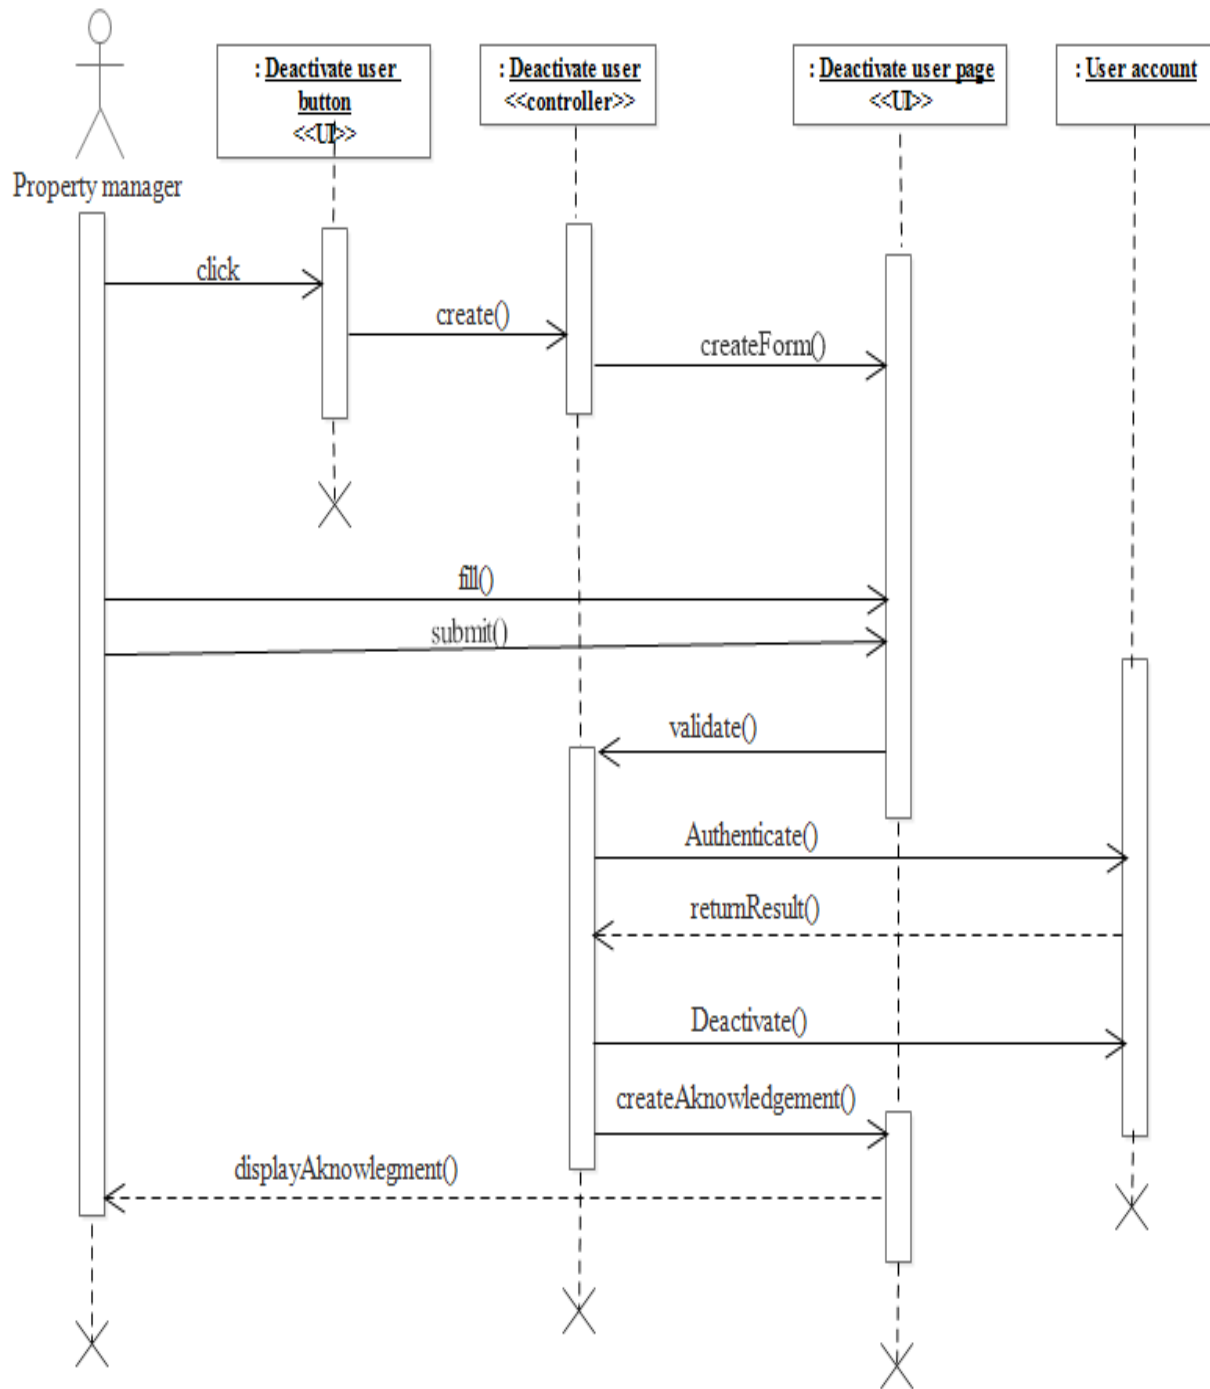 : Deactivate user
button
<<UI>>
: Deactivate user
<<controller>>
: Deactivate user page
<<UI>>
: User account
Property manager
click
create()
createForm()
fill()
submit()
validate()
Authenticate()
returnResult()
Deactivate()
createAknowledgement()
displayAknowlegment()